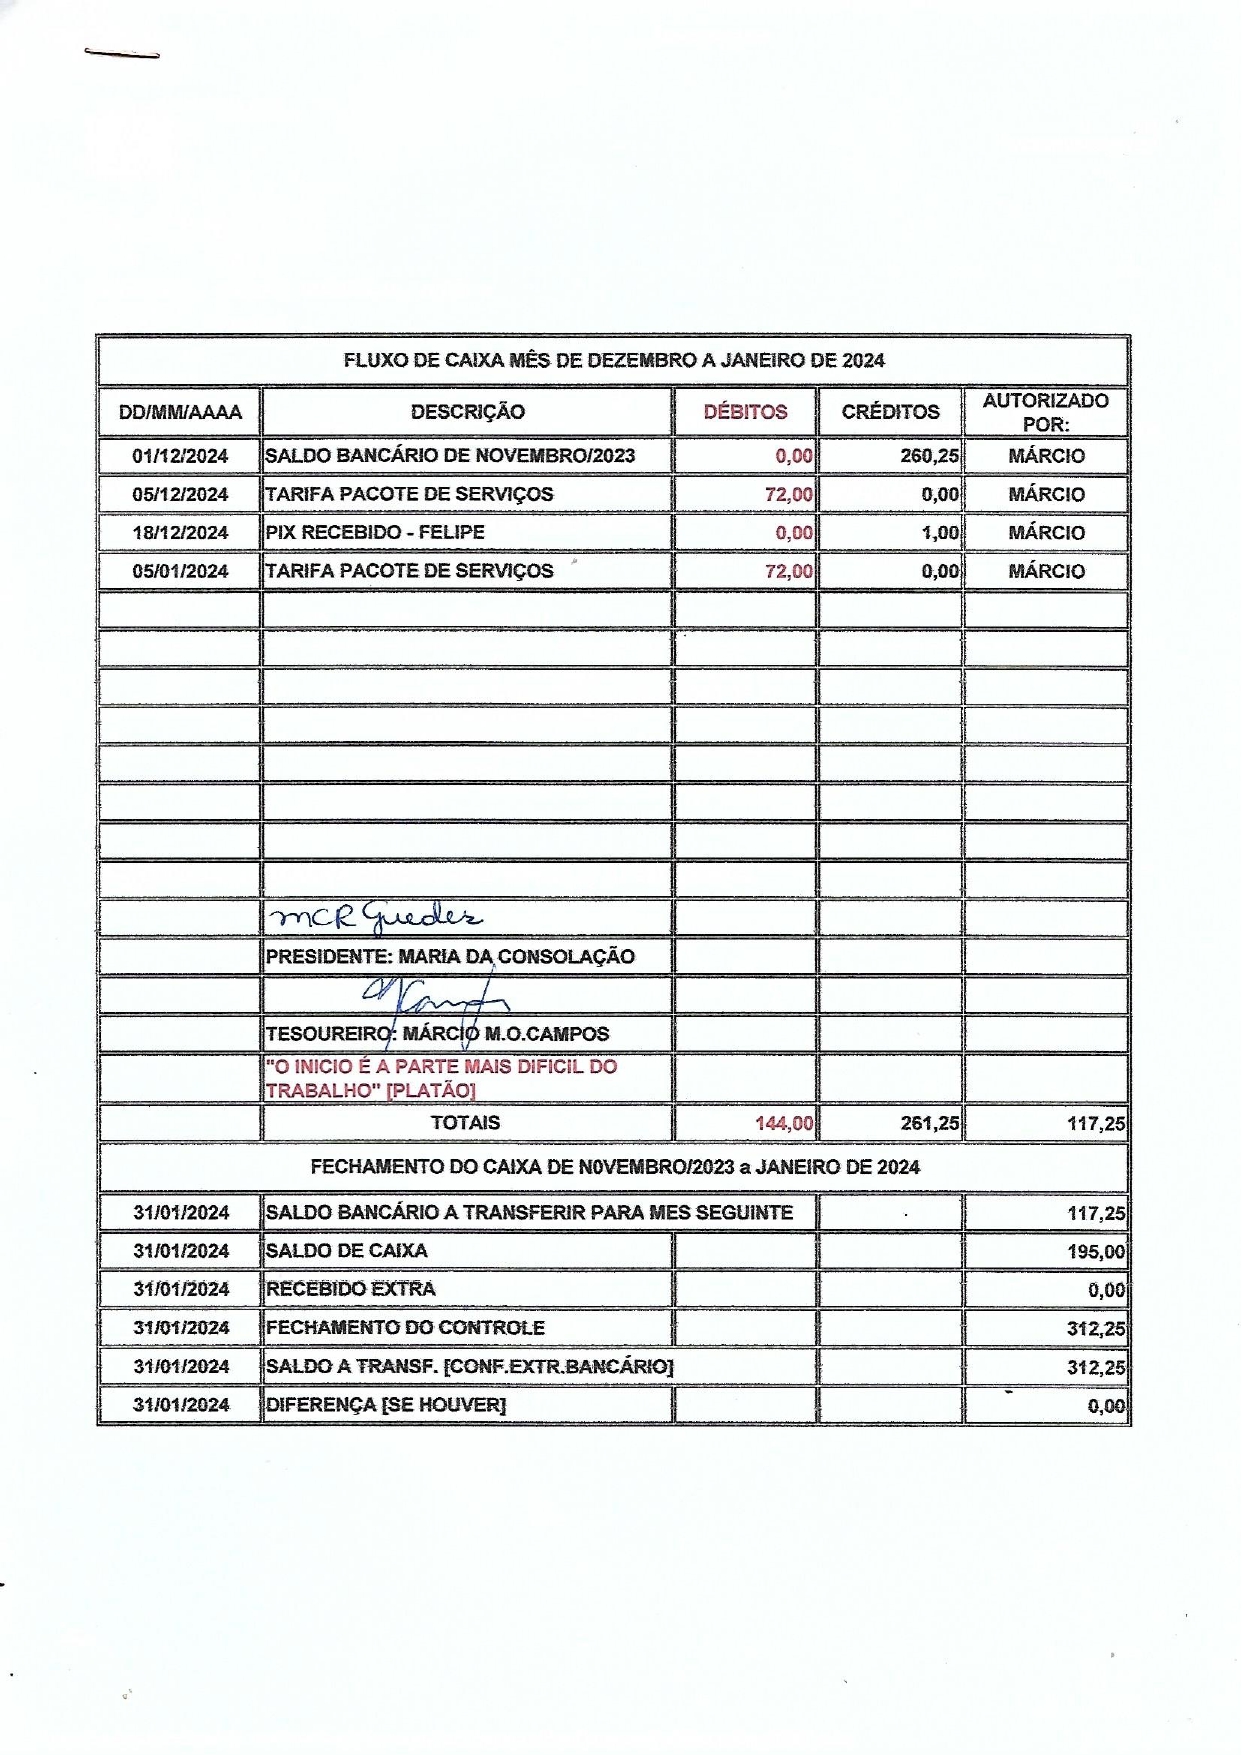 FLUXO DE CAIXA MÊS DE DEZEMBRO A JANEIRO DE 2024
DD/MM/AAAA DESCRIÇÃO DÉBITOS CRÉDITOS AUTORIZADO POR:
01/12/2024 SALDO BANCÁRIO DE NOVEMBRO/2023 0,00 260,25 MÁRCIO
05/12/2024 TARIFA PACOTE DE SERVIÇOS 72,00 0,00 MÁRCIO
18/12/2024 PIX RECEBIDO - FELIPE 0,00 1,00 MÁRCIO
05/01/2024 TARIFA PACOTE DE SERVIÇOS 72,00 0,00 MÁRCIO
MCR Guedes
PRESIDENTE: MARIA DA CONSOLAÇÃO
TESOUREIRO: MÁRCIO M.O.CAMPOS
"O INICIO É A PARTE MAIS DIFICIL DO
TRABALHO" [PLATÃO]
TOTAIS 144,00 261,25 117,25
FECHAMENTO DO CAIXA DE NOVEMBRO/2023 a JANEIRO DE 2024
31/01/2024 SALDO BANCÁRIO A TRANSFERIR PARA MES SEGUINTE 117,25
31/01/2024 SALDO DE CAIXA 195,00
31/01/2024 RECEBIDO EXTRA 0,00
31/01/2024 FECHAMENTO DO CONTROLE 312,25
31/01/2024 SALDO A TRANSF. [CONF.EXTR.BANCÁRIO] 312,25
31/01/2024 DIFERENÇA [SE HOUVER] 0,00